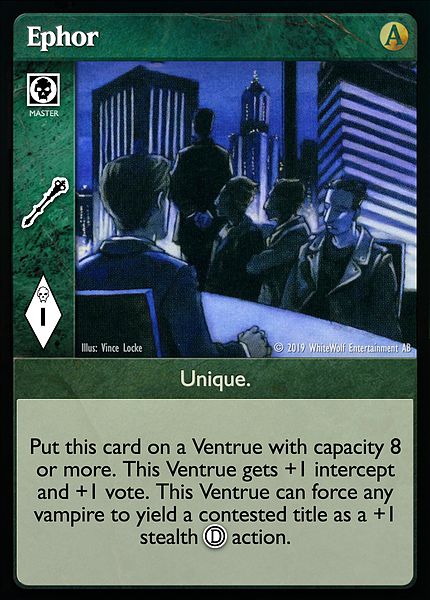 Ephor
A
MASTER
1
Illus: Vince Locke
© 2019 WhiteWolf Entertainment AB
Unique.
Put this card on a Ventrue with capacity 8
or more. This Ventrue gets +1 intercept
and +1 vote. This Ventrue can force any
vampire to yield a contested title as a +1
stealth Ⓓ action.